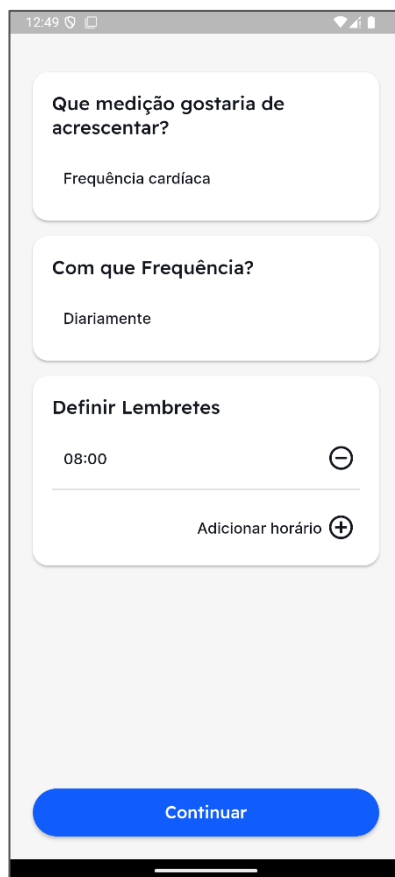 12:49
Que medição gostaria de
acrescentar?
Frequência cardíaca
Com que Frequência?
Diariamente
Definir Lembretes
08:00
Adicionar horário
Continuar